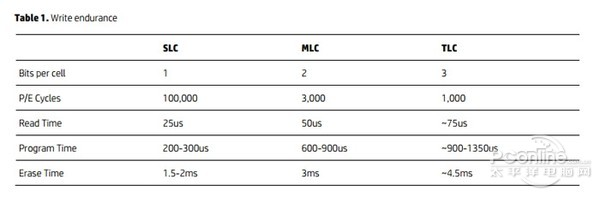 Table 1. Write endurance
SLC MLC TLC
Bits per cell 1 2 3
P/E Cycles 100,000 3,000 1,000
Read Time 25us 50us ~75us
Program Time 200-300us 600-900us ~900-1350us
Erase Time 1.5-2ms 3ms ~4.5ms
PConline
太平洋电脑网